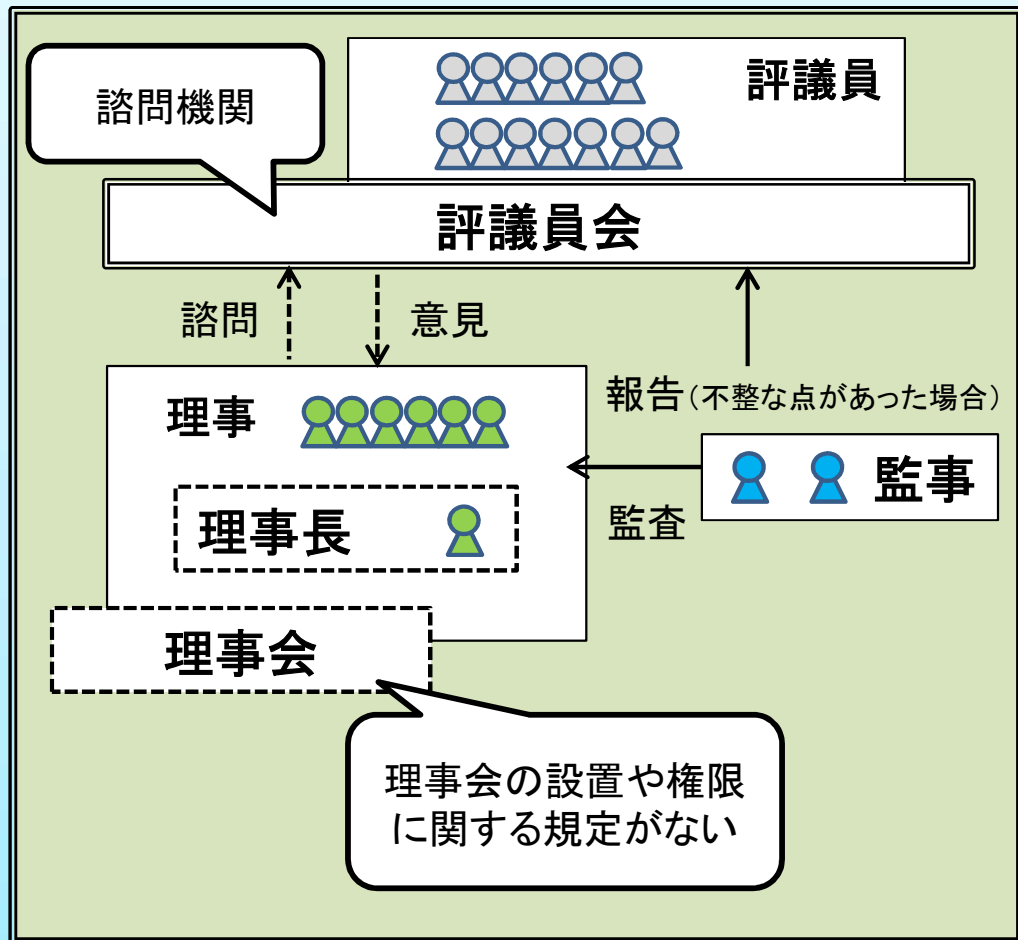 諮問機関
評議員
評議員会
諮問
意見
報告（不整な点があった場合）
理事
監事
監査
理事長
理事会
理事会の設置や権限
に関する規定がない